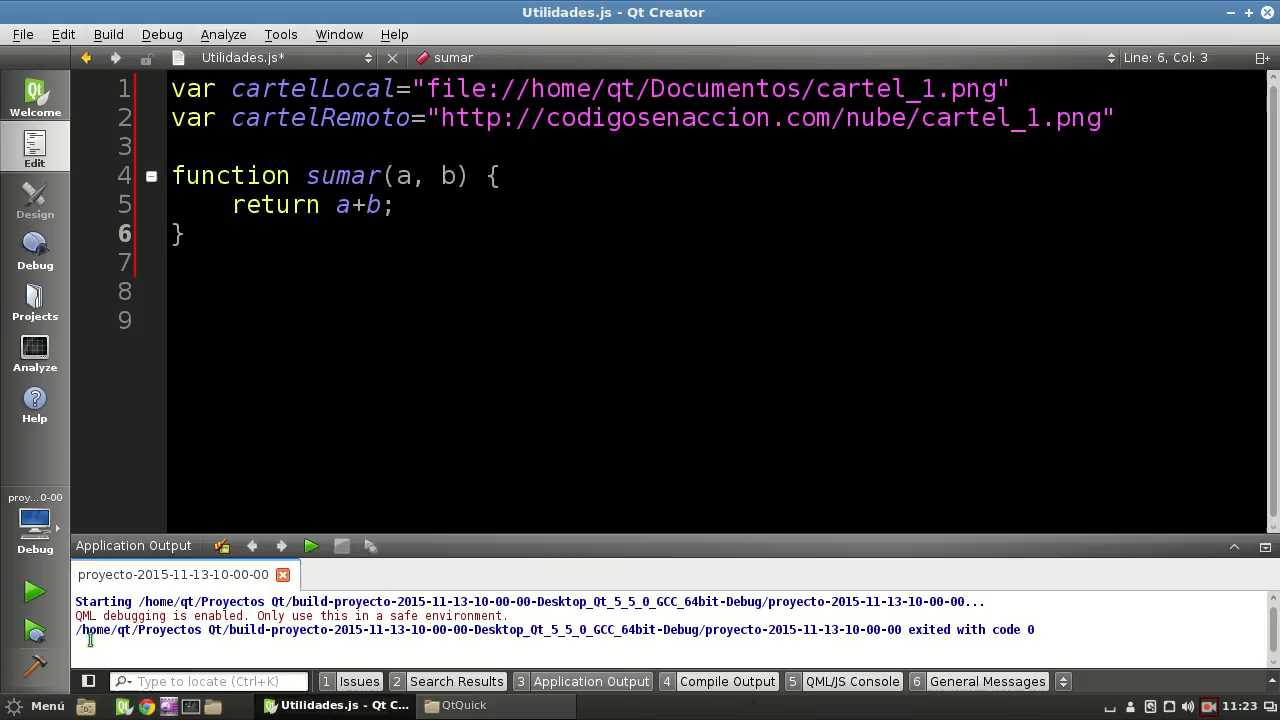 Utilidades.js - Qt Creator
File Edit Build Debug Analyze Tools Window Help
Utilidades.js* sumar Line: 6, Col: 3
Welcome
Edit
Design
Debug
Projects
Analyze
Help
proy...0-00
Debug
1 var cartelLocal="file://home/qt/Documentos/cartel_1.png"
2 var cartelRemoto="http://codigosenaccion.com/nube/cartel_1.png"
3
4 function sumar(a, b) {
5 return a+b;
6 }
7
8
9
Application Output
proyecto-2015-11-13-10-00-00
Starting /home/qt/Proyectos Qt/build-proyecto-2015-11-13-10-00-00-Desktop_Qt_5_5_0_GCC_64bit-Debug/proyecto-2015-11-13-10-00-00...
QML debugging is enabled. Only use this in a safe environment.
/home/qt/Proyectos Qt/build-proyecto-2015-11-13-10-00-00-Desktop_Qt_5_5_0_GCC_64bit-Debug/proyecto-2015-11-13-10-00-00 exited with code 0
Type to locate (Ctrl+K) 1 Issues 2 Search Results 3 Application Output 4 Compile Output 5 QML/JS Console 6 General Messages
Menú Utilidades.js - Qt C... QtQuick 11:23